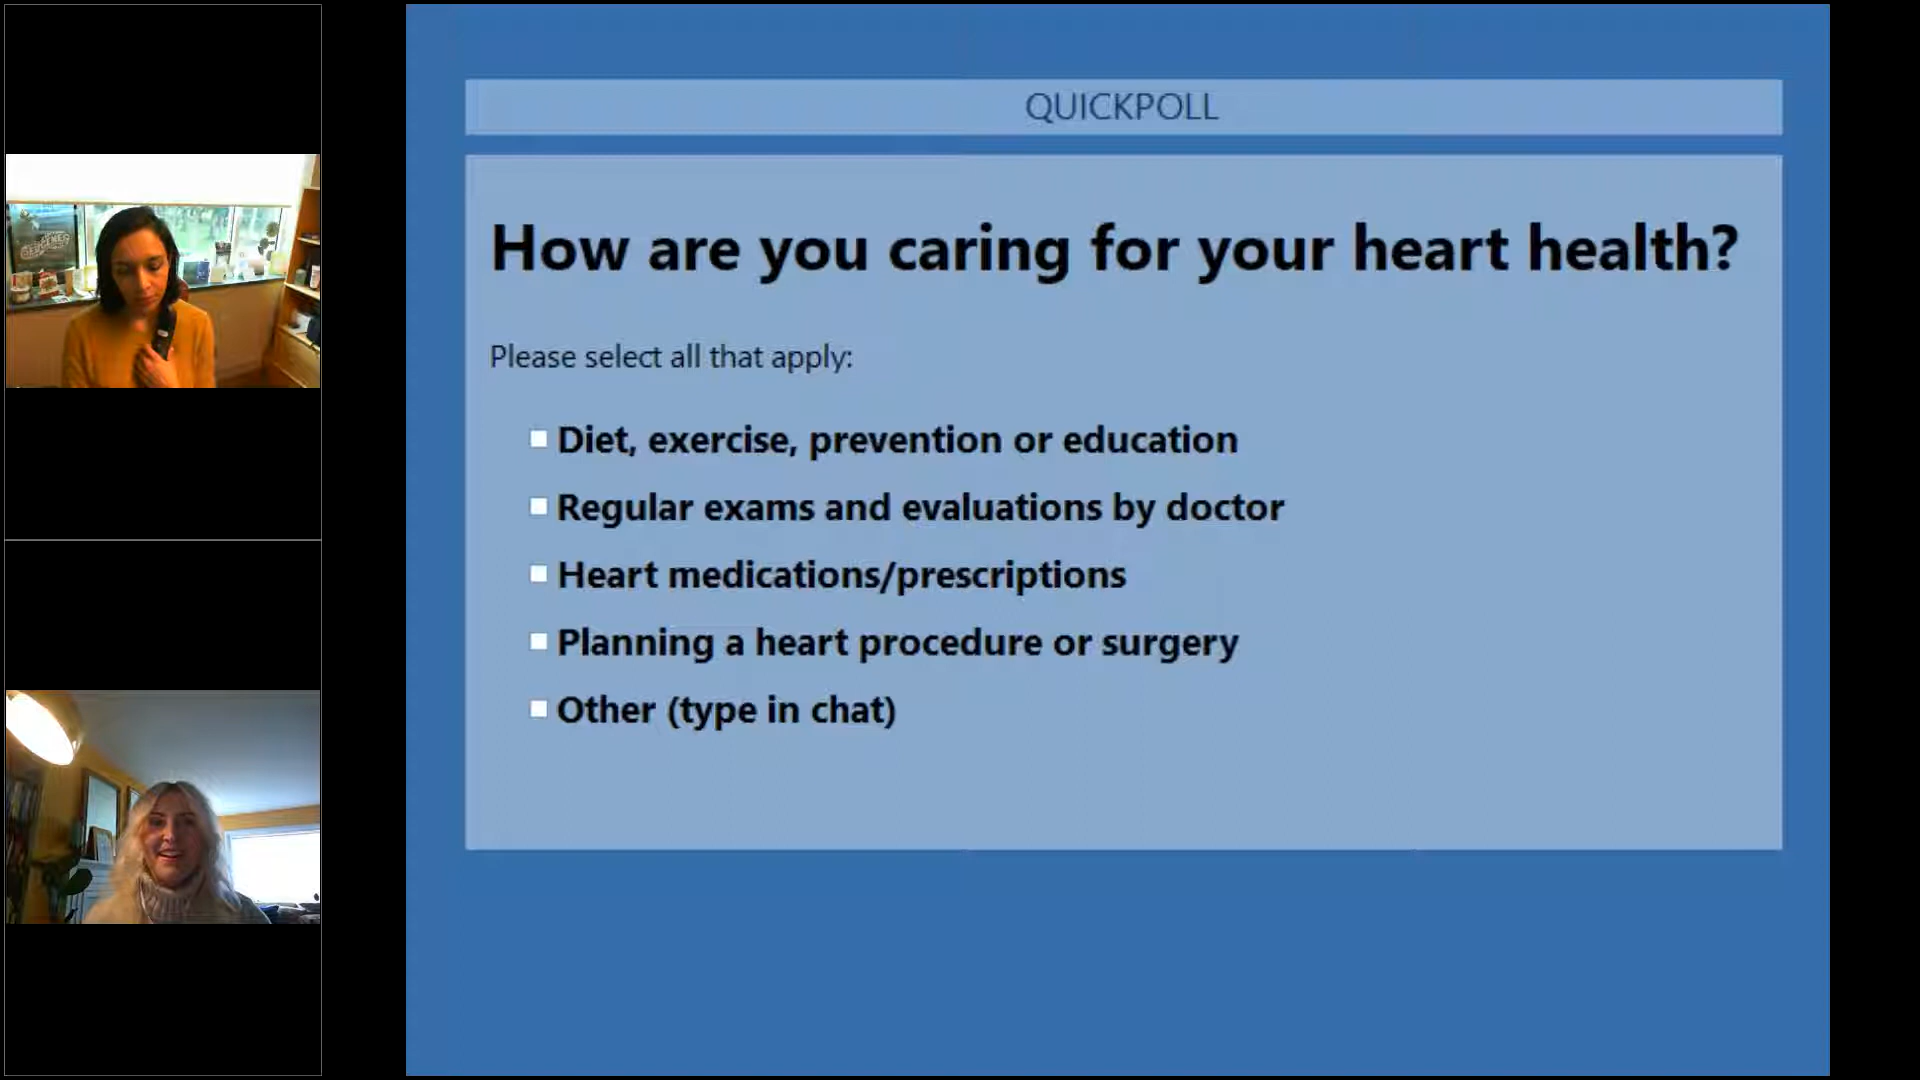 QUICKPOLL
How are you caring for your heart health?
Please select all that apply:
Diet, exercise, prevention or education
Regular exams and evaluations by doctor
Heart medications/prescriptions
Planning a heart procedure or surgery
Other (type in chat)